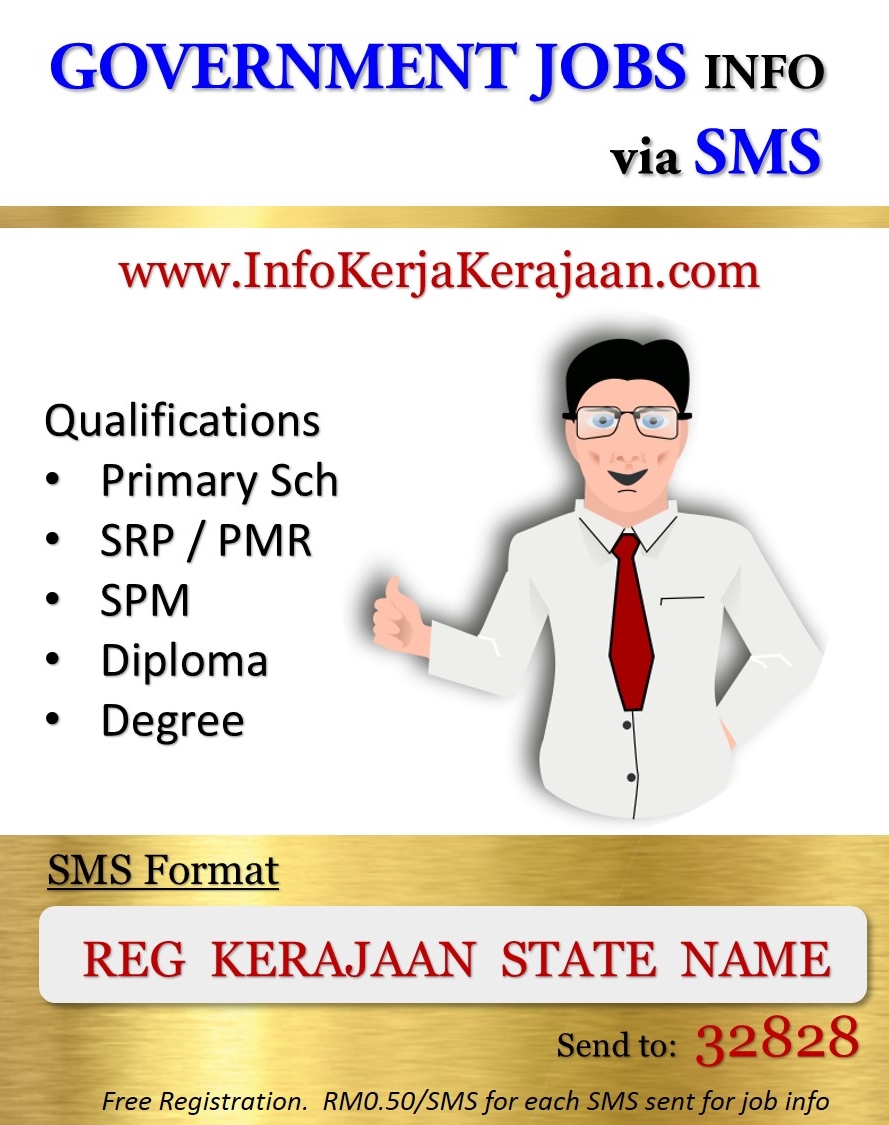 GOVERNMENT JOBS INFO
via SMS
www.InfoKerjaKerajaan.com
Qualifications
• Primary Sch
• SRP / PMR
• SPM
• Diploma
• Degree
SMS Format
REG KERAJAAN STATE NAME
Send to: 32828
Free Registration. RM0.50/SMS for each SMS sent for job info